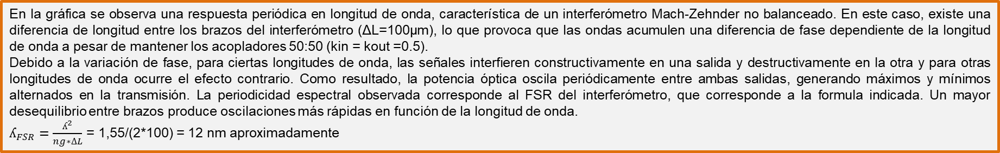 En la gráfica se observa una respuesta periódica en longitud de onda, característica de un interferómetro Mach-Zehnder no balanceado. En este caso, existe una
diferencia de longitud entre los brazos del interferómetro (ΔL=100µm), lo que provoca que las ondas acumulen una diferencia de fase dependiente de la longitud
de onda a pesar de mantener los acopladores 50:50 (kin = kout =0.5).
Debido a la variación de fase, para ciertas longitudes de onda, las señales interfieren constructivamente en una salida y destructivamente en la otra y para otras
longitudes de onda ocurre el efecto contrario. Como resultado, la potencia óptica oscila periódicamente entre ambas salidas, generando máximos y mínimos
alternados en la transmisión. La periodicidad espectral observada corresponde al FSR del interferómetro, que corresponde a la formula indicada. Un mayor
desequilibrio entre brazos produce oscilaciones más rápidas en función de la longitud de onda.
ʎ_FSR = ʎ²/(ng∗ΔL) = 1,55/(2*100) = 12 nm aproximadamente